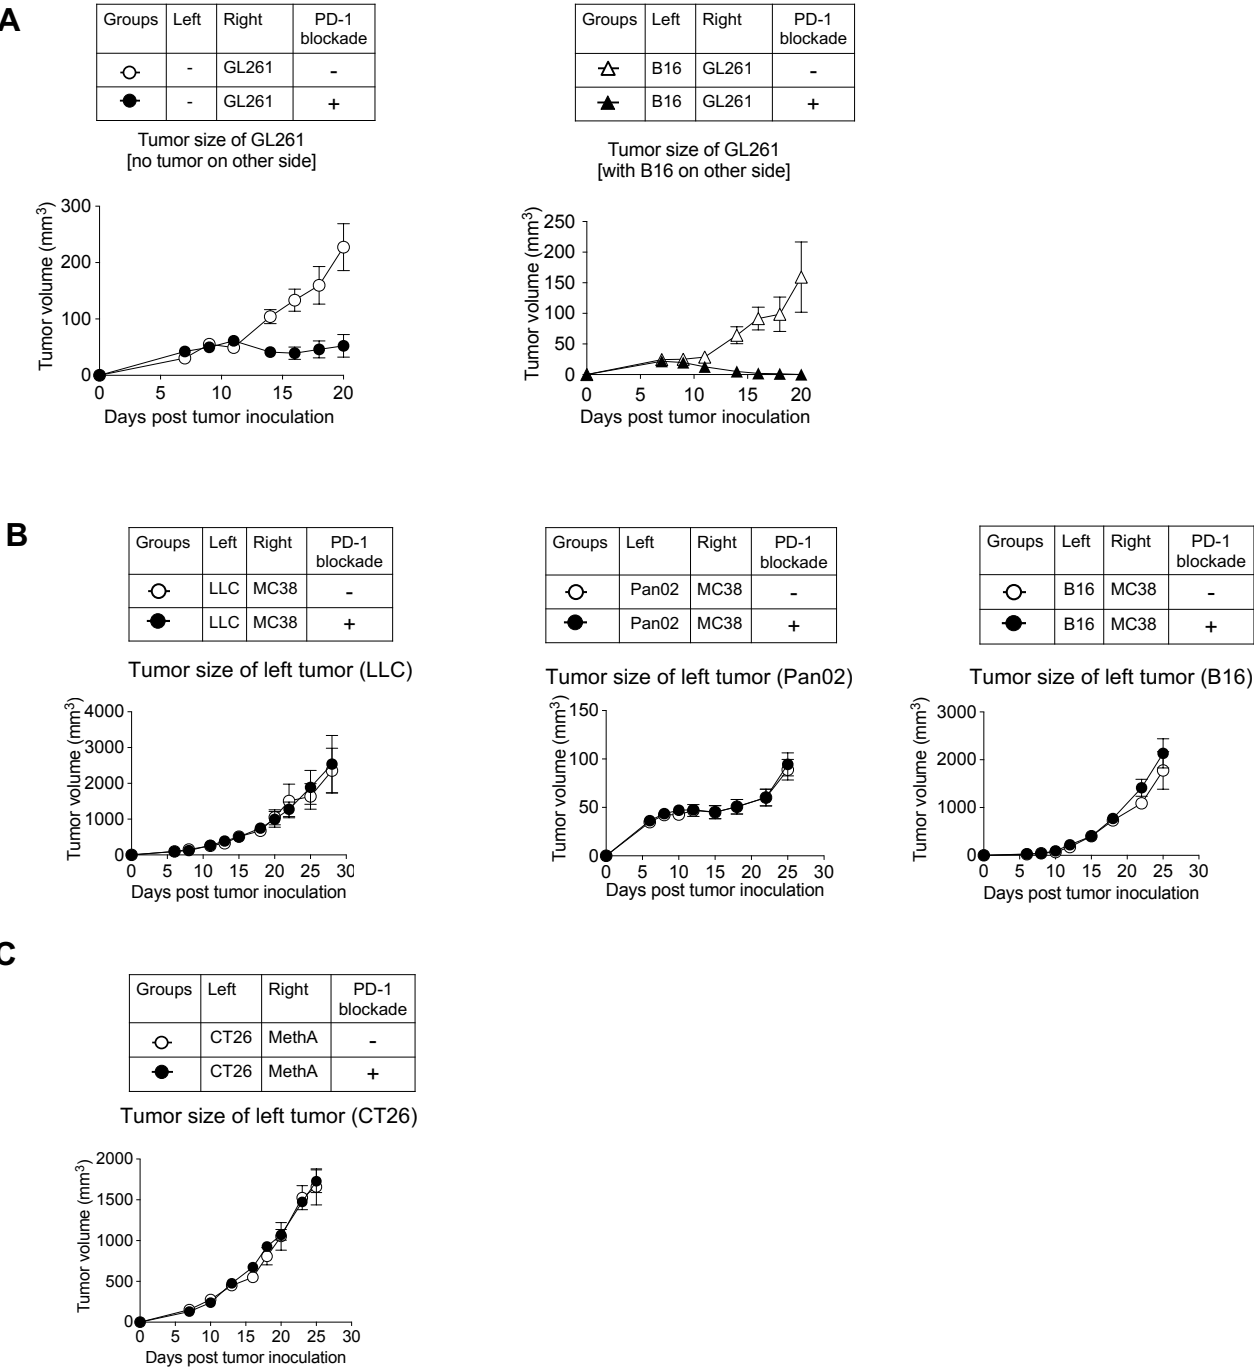 A
Groups Left Right PD-1 blockade
- GL261 -
- GL261 +
Tumor size of GL261
[no tumor on other side]
Tumor volume (mm3)
300
200
100
0
0 5 10 15 20
Days post tumor inoculation
Groups Left Right PD-1 blockade
B16 GL261 -
B16 GL261 +
Tumor size of GL261
[with B16 on other side]
Tumor volume (mm3)
250
200
150
100
50
0
0 5 10 15 20
Days post tumor inoculation
B
Groups Left Right PD-1 blockade
LLC MC38 -
LLC MC38 +
Tumor size of left tumor (LLC)
Tumor volume (mm3)
4000
3000
2000
1000
0
0 5 10 15 20 25 30
Days post tumor inoculation
Groups Left Right PD-1 blockade
Pan02 MC38 -
Pan02 MC38 +
Tumor size of left tumor (Pan02)
Tumor volume (mm3)
150
100
50
0
0 5 10 15 20 25 30
Days post tumor inoculation
Groups Left Right PD-1 blockade
B16 MC38 -
B16 MC38 +
Tumor size of left tumor (B16)
Tumor volume (mm3)
3000
2000
1000
0
0 5 10 15 20 25 30
Days post tumor inoculation
C
Groups Left Right PD-1 blockade
CT26 MethA -
CT26 MethA +
Tumor size of left tumor (CT26)
Tumor volume (mm3)
2000
1500
1000
500
0
0 5 10 15 20 25 30
Days post tumor inoculation